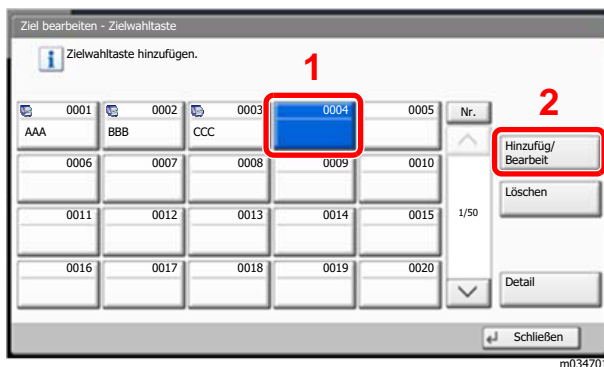 Ziel bearbeiten - Zielwahltaste
Zielwahltaste hinzufügen.
1
0001 0002 0003 0004 0005 Nr.
2
AAA BBB CCC
Hinzufüg/
Bearbeit
0006 0007 0008 0009 0010
Löschen
0011 0012 0013 0014 0015 1/50
0016 0017 0018 0019 0020
Detail
Schließen
m034701